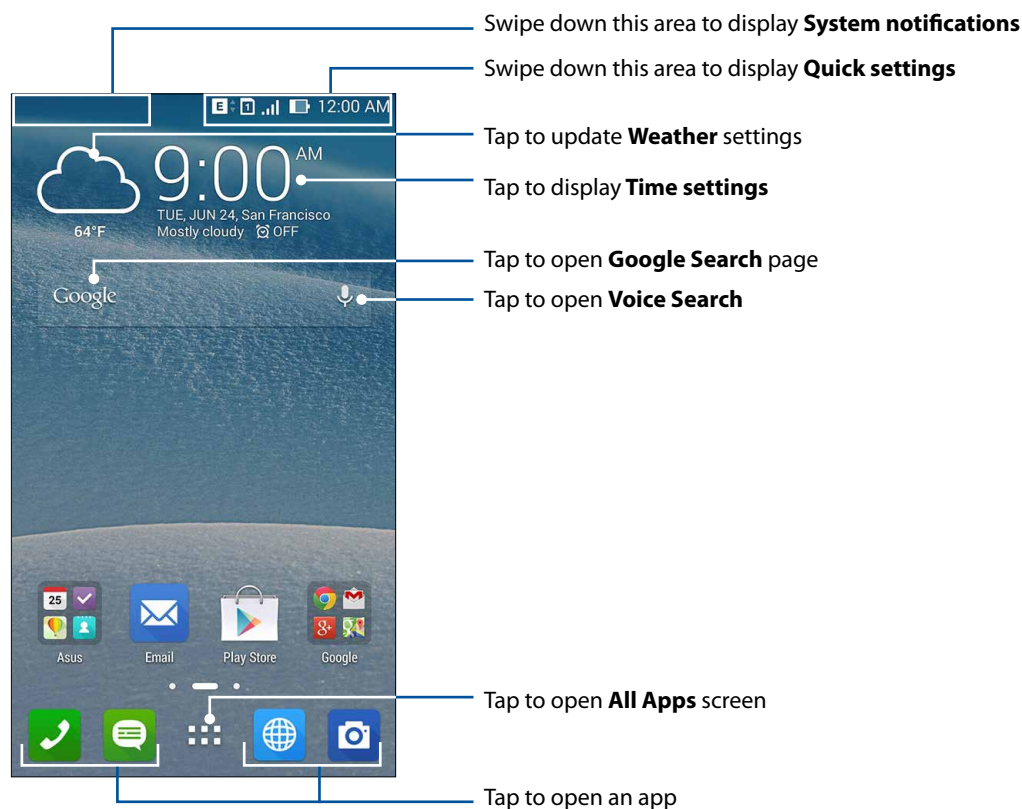 Swipe down this area to display System notifications
Swipe down this area to display Quick settings
E 1 12:00 AM
Tap to update Weather settings
9:00 AM
Tap to display Time settings
TUE, JUN 24, San Francisco
64°F Mostly cloudy OFF
Tap to open Google Search page
Google
Tap to open Voice Search
25
8+
Asus Email Play Store Google
Tap to open All Apps screen
Tap to open an app